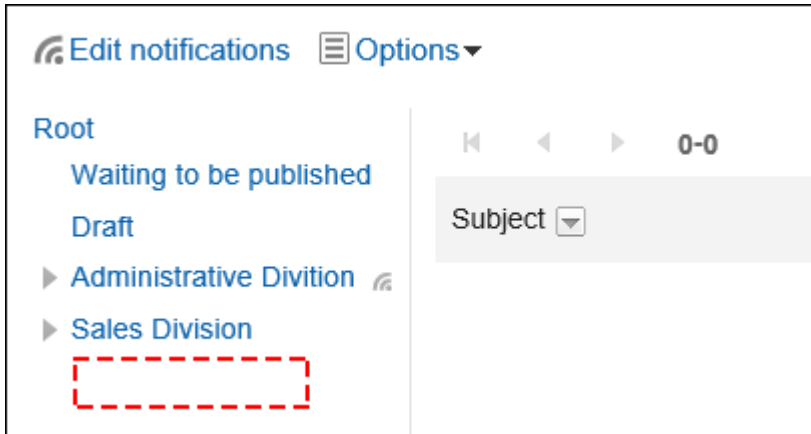 Edit notifications Options
Root
0-0
Waiting to be published
Subject
Draft
Administrative Divition
Sales Division